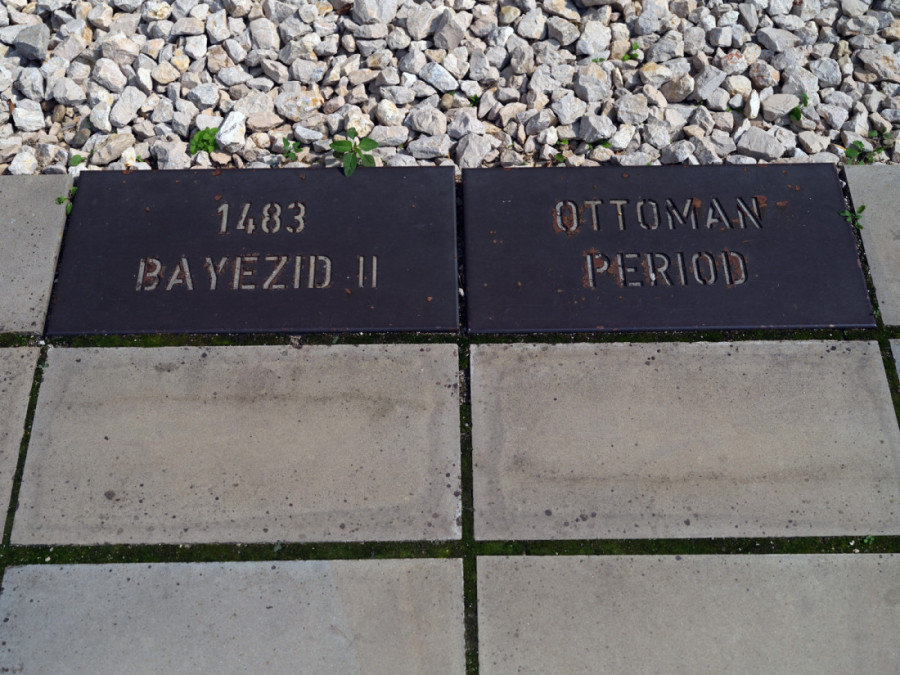 1483
BAYEZID II
OTTOMAN
PERIOD